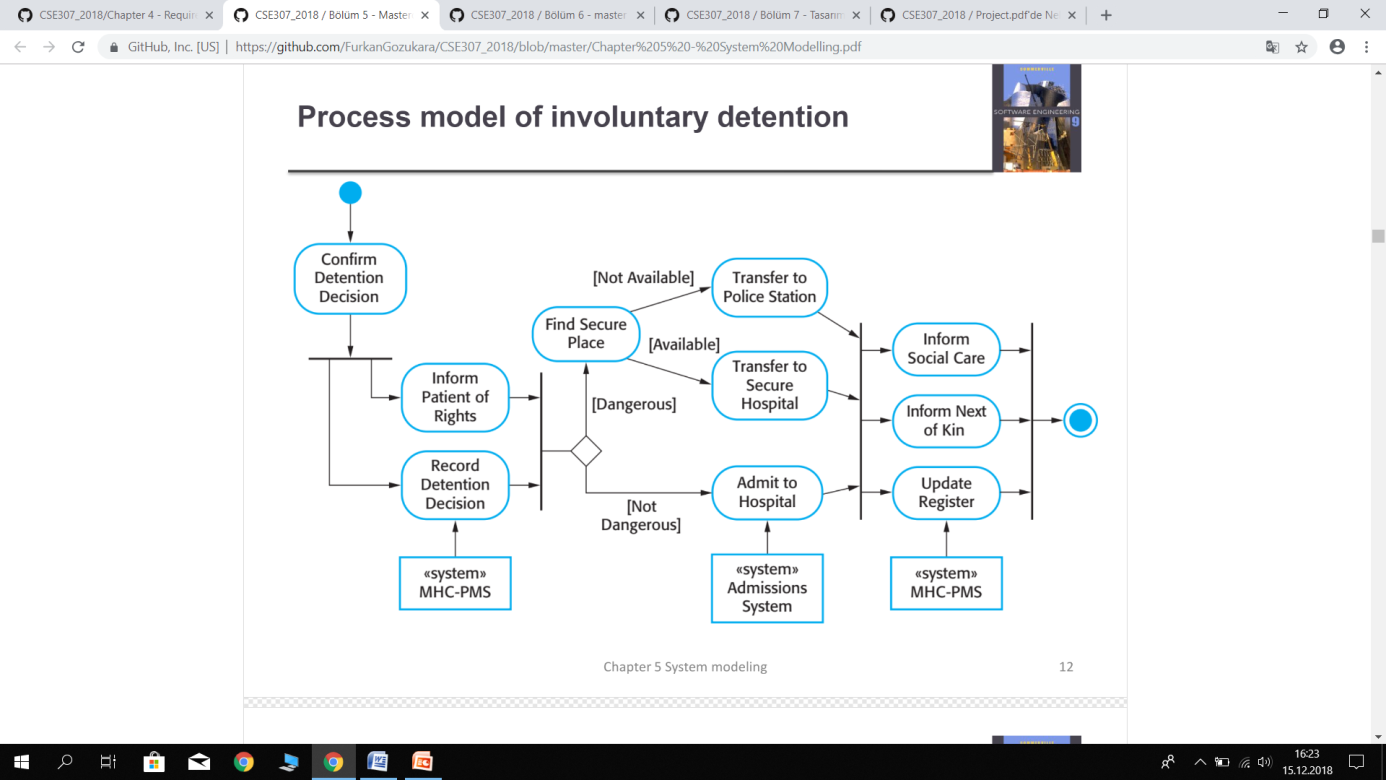 CSE307_2018/Chapter 4 - Requir
CSE307_2018 / Bölüm 5 - Master
CSE307_2018 / Bölüm 6 - master
CSE307_2018 / Bölüm 7 - Tasarım
CSE307_2018 / Project.pdf'de Ne
GitHub, Inc. [US] | https://github.com/FurkanGozukara/CSE307_2018/blob/master/Chapter%205%20-%20System%20Modelling.pdf
Process model of involuntary detention
SOFTWARE ENGINEERING
9
Confirm
Detention
Decision
Inform
Patient of
Rights
Record
Detention
Decision
«system»
MHC-PMS
Find Secure
Place
[Dangerous]
[Not
Dangerous]
[Not Available]
[Available]
Transfer to
Police Station
Transfer to
Secure
Hospital
Admit to
Hospital
«system»
Admissions
System
Inform
Social Care
Inform Next
of Kin
Update
Register
«system»
MHC-PMS
Chapter 5 System modeling
12
16:23
15.12.2018